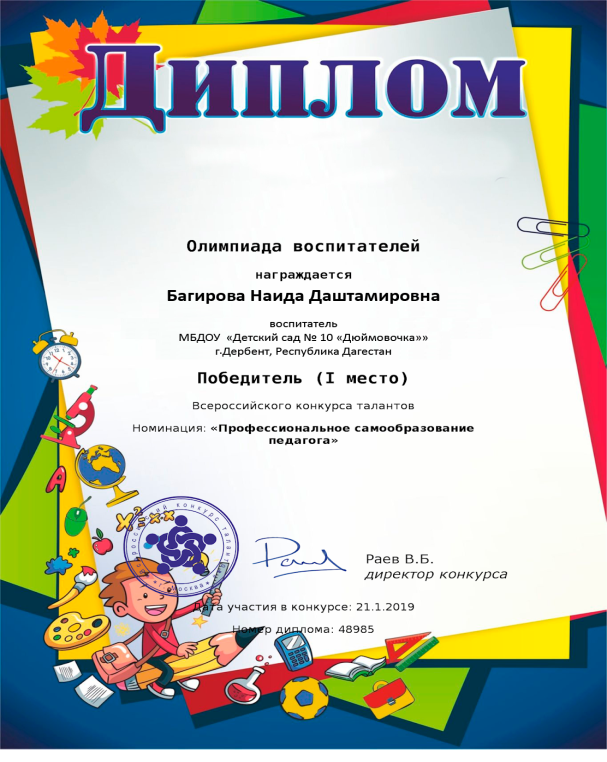 Диплом
Олимпиада воспитателей
награждается
Багирова Наида Даштамировна
воспитатель
МБДОУ «Детский сад № 10 «Дюймовочка»»
г.Дербент, Республика Дагестан
Победитель (I место)
Всероссийского конкурса талантов
Номинация: «Профессиональное самообразование
педагога»
Раев В.Б.
директор конкурса
Дата участия в конкурсе: 21.1.2019
Номер диплома: 48985